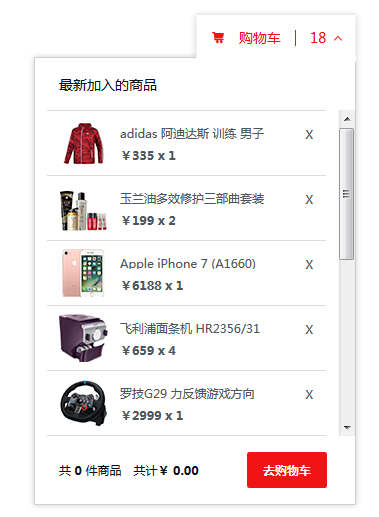 购物车 | 18
最新加入的商品
adidas 阿迪达斯 训练 男子 X
￥335 x 1
玉兰油多效修护三部曲套装 X
￥199 x 2
Apple iPhone 7 (A1660) X
￥6188 x 1
飞利浦面条机 HR2356/31 X
￥659 x 4
罗技G29 力反馈游戏方向 X
￥2999 x 1
共 0 件商品 共计￥ 0.00 去购物车